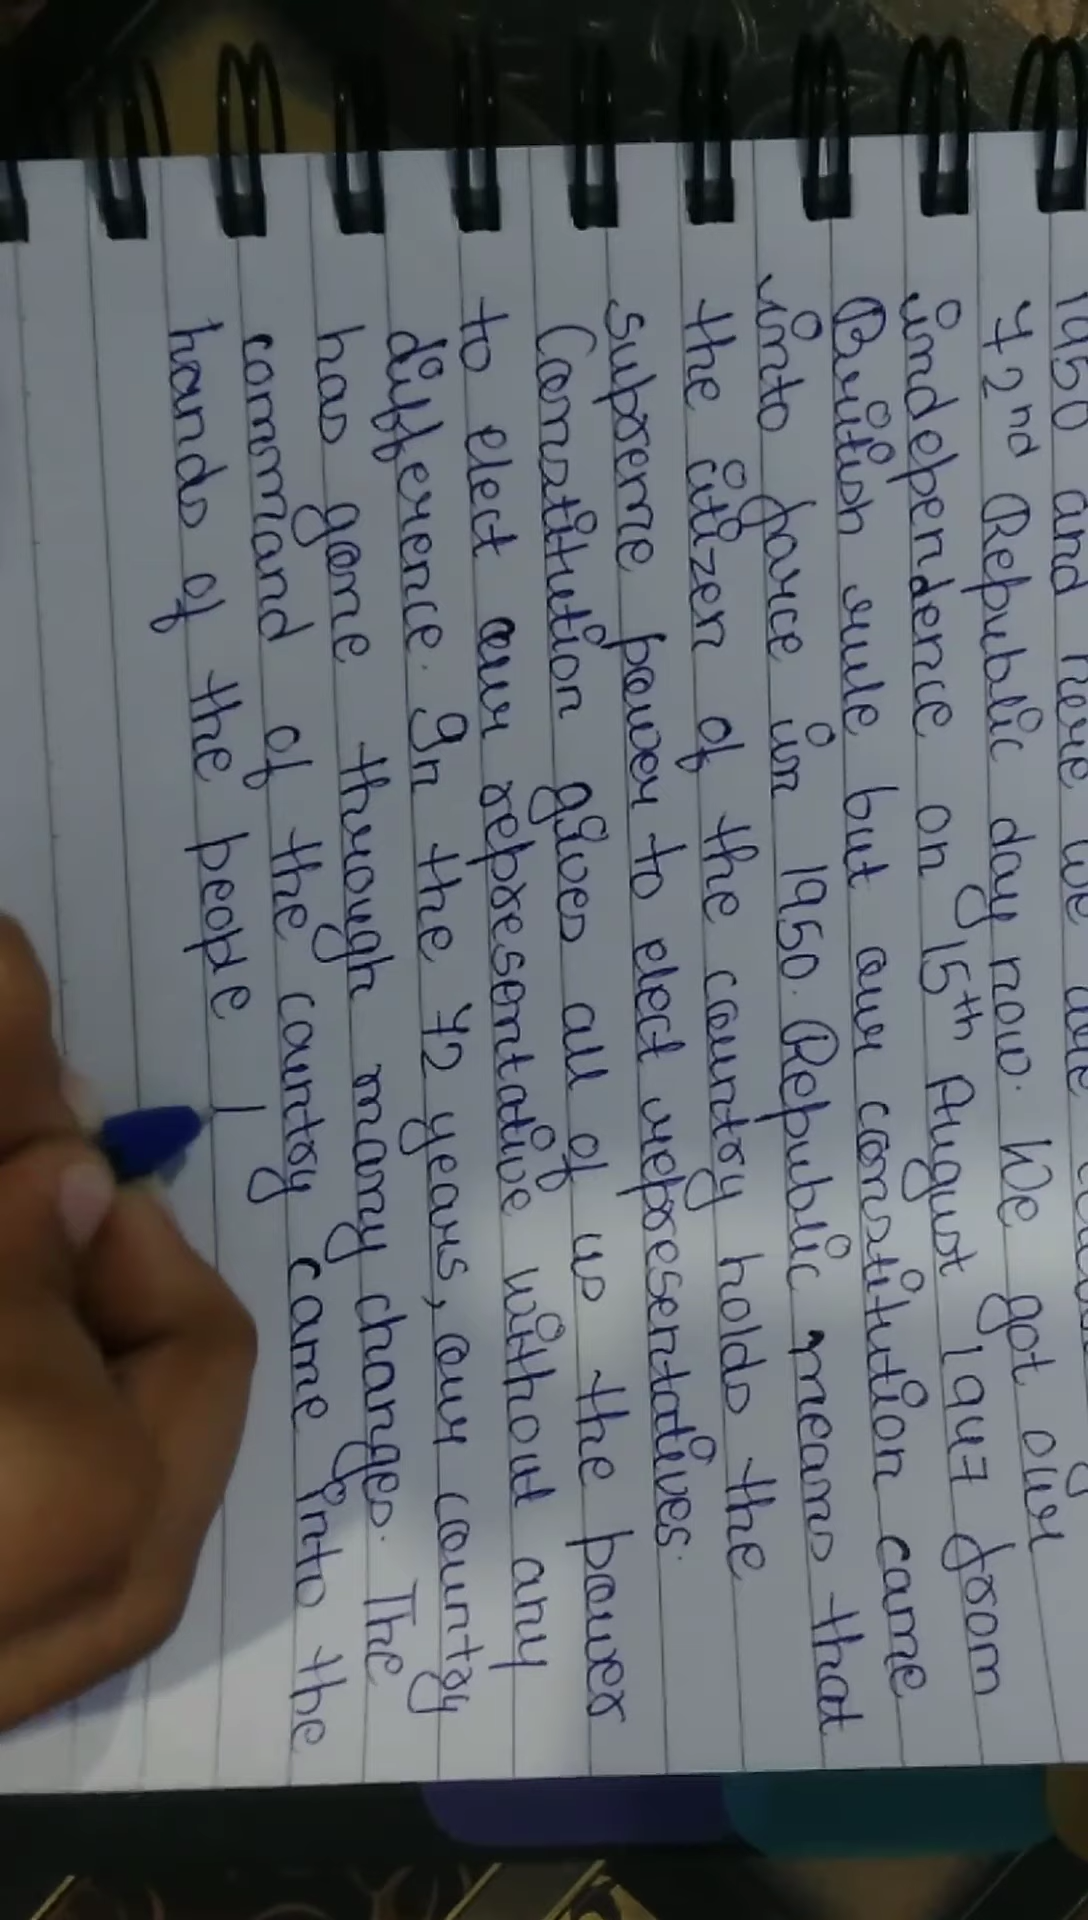 1950 and here we are
72nd Republic day now. We got our
independence on 15th August 1947 from
British rule but our constitution came
into force in 1950. Republic means that
the citizen of the country holds the
supreme power to elect representatives.
Constitution gives all of us the power
to elect our representative without any
difference. In the 72 years, our country
has gone through many changes. The
command of the country came into the
hands of the people